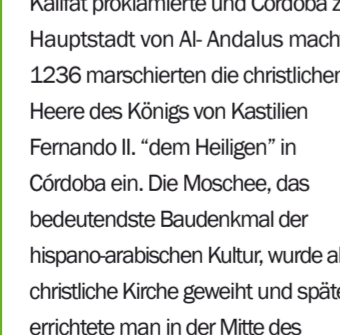 Kalifat proklamierte und Córdoba z
Hauptstadt von Al- Andalus mach
1236 marschierten die christlichen
Heere des Königs von Kastilien
Fernando II. “dem Heiligen” in
Córdoba ein. Die Moschee, das
bedeutendste Baudenkmal der
hispano-arabischen Kultur, wurde a
christliche Kirche geweiht und späte
errichtete man in der Mitte des